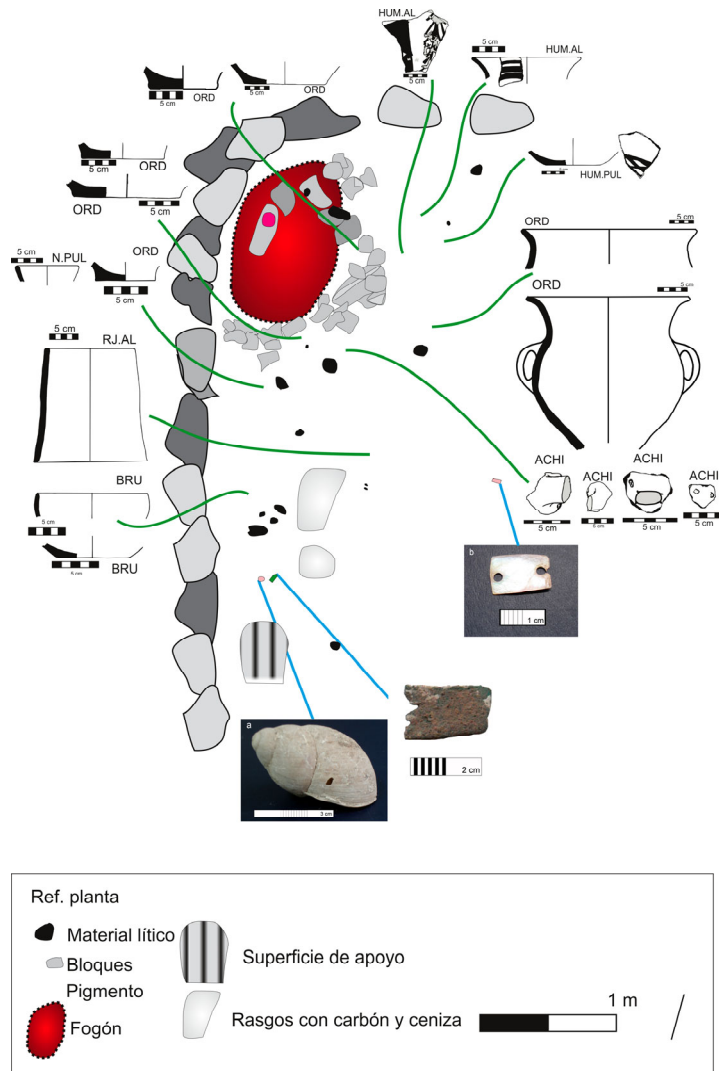 HUM.AL
5 cm
5 cm
HUM.AL
ORD
5 cm
5 cm
ORD
5 cm
ORD
HUM.PUL
ORD
5 cm
ORD
5 cm
5 cm
N.PUL
ORD
5 cm
ORD
5 cm
5 cm
RJ.AL
ACHI
ACHI
ACHI
ACHI
5 cm
5 cm
5 cm
5 cm
BRU
5 cm
5 cm
BRU
b
1 cm
a
3 cm
2 cm
Ref. planta
Material lítico
Bloques
Pigmento
Fogón
Superficie de apoyo
Rasgos con carbón y ceniza
1 m